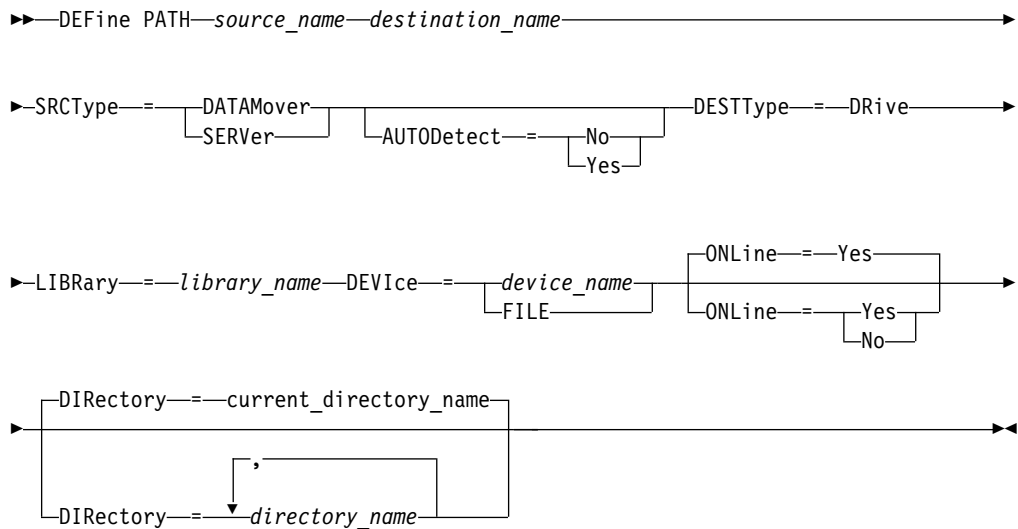 DEFine PATH source_name destination_name
SRCType = DATAMover DESTType = DRive
SERVer AUTODetect = No
Yes
ONLine = Yes
LIBRary = library_name DEVIce = device_name
FILE ONLine = Yes
No
DIRectory = current_directory_name
,
DIRectory = directory_name